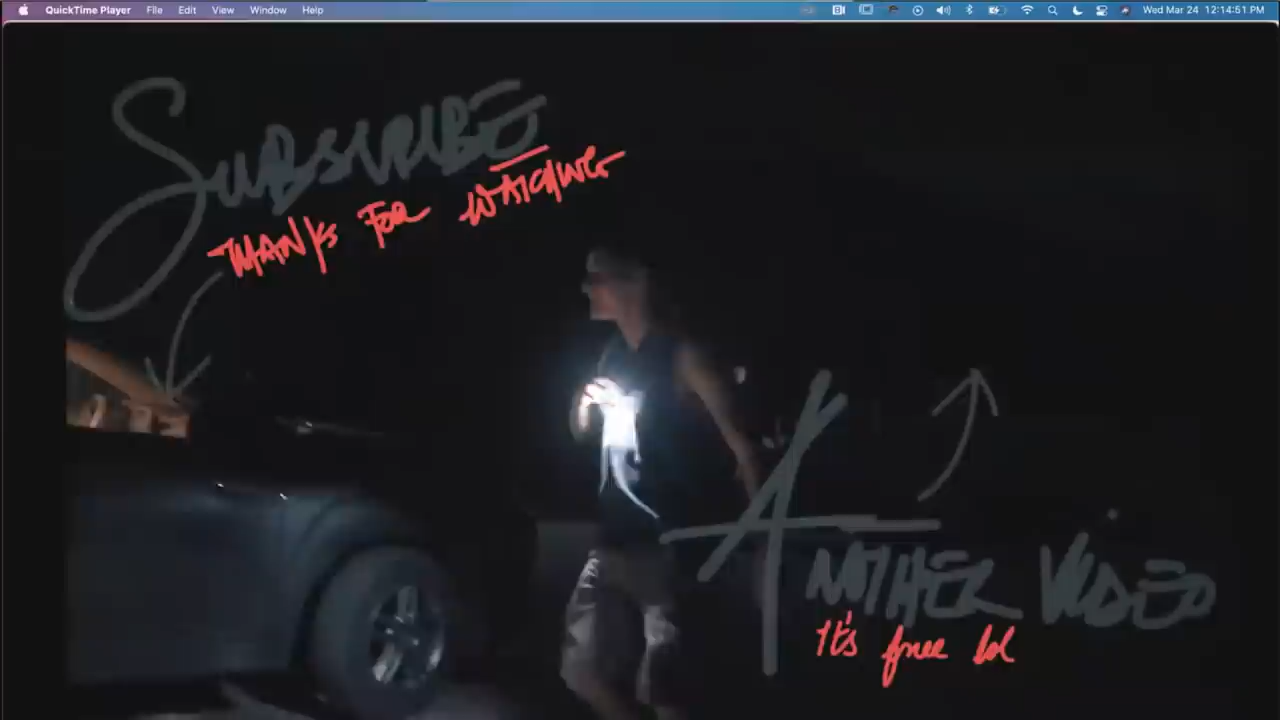 QuickTime Player File Edit View Window Help Wed Mar 24 12:14:51 PM
SUBSCRIBE
THANKS FOR WATCHING
ANOTHER VIDEO
It's free lol